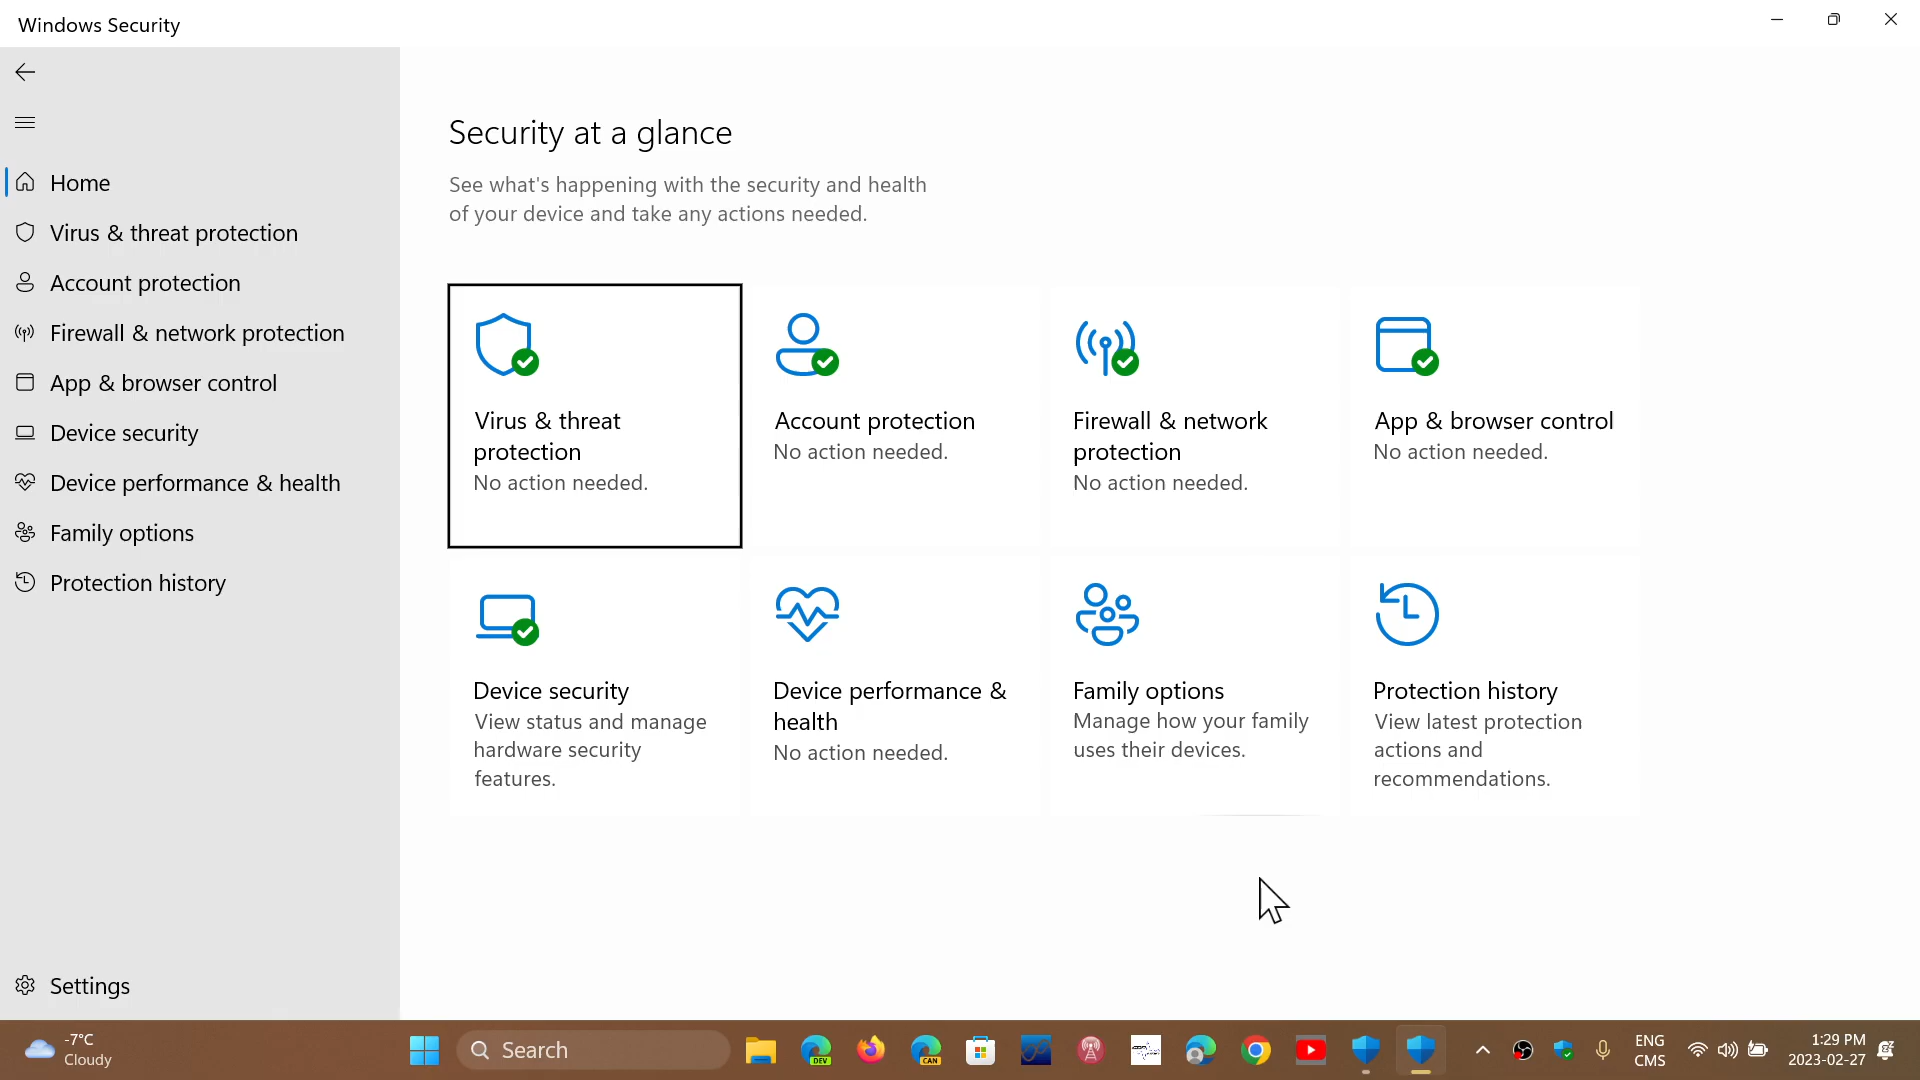 Windows Security
Home
Virus & threat protection
Account protection
Firewall & network protection
App & browser control
Device security
Device performance & health
Family options
Protection history
Settings
Security at a glance
See what's happening with the security and health
of your device and take any actions needed.
Virus & threat
protection
No action needed.
Account protection
No action needed.
Firewall & network
protection
No action needed.
App & browser control
No action needed.
Device security
View status and manage
hardware security
features.
Device performance &
health
No action needed.
Family options
Manage how your family
uses their devices.
Protection history
View latest protection
actions and
recommendations.
-7°C
Cloudy
Search
DEV
CAN
ENG
CMS
1:29 PM
2023-02-27